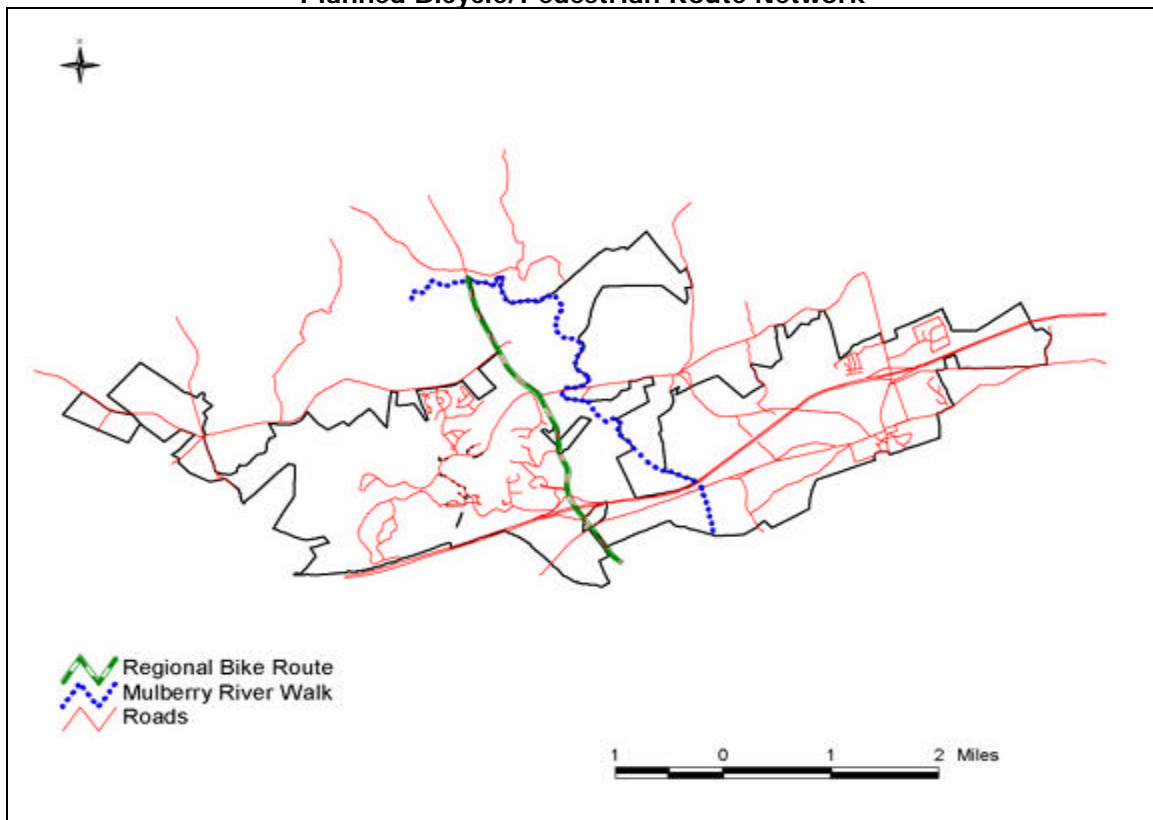 Planned Bicycle/Pedestrian Route Network
Regional Bike Route
Mulberry River Walk
Roads
1 0 1 2 Miles